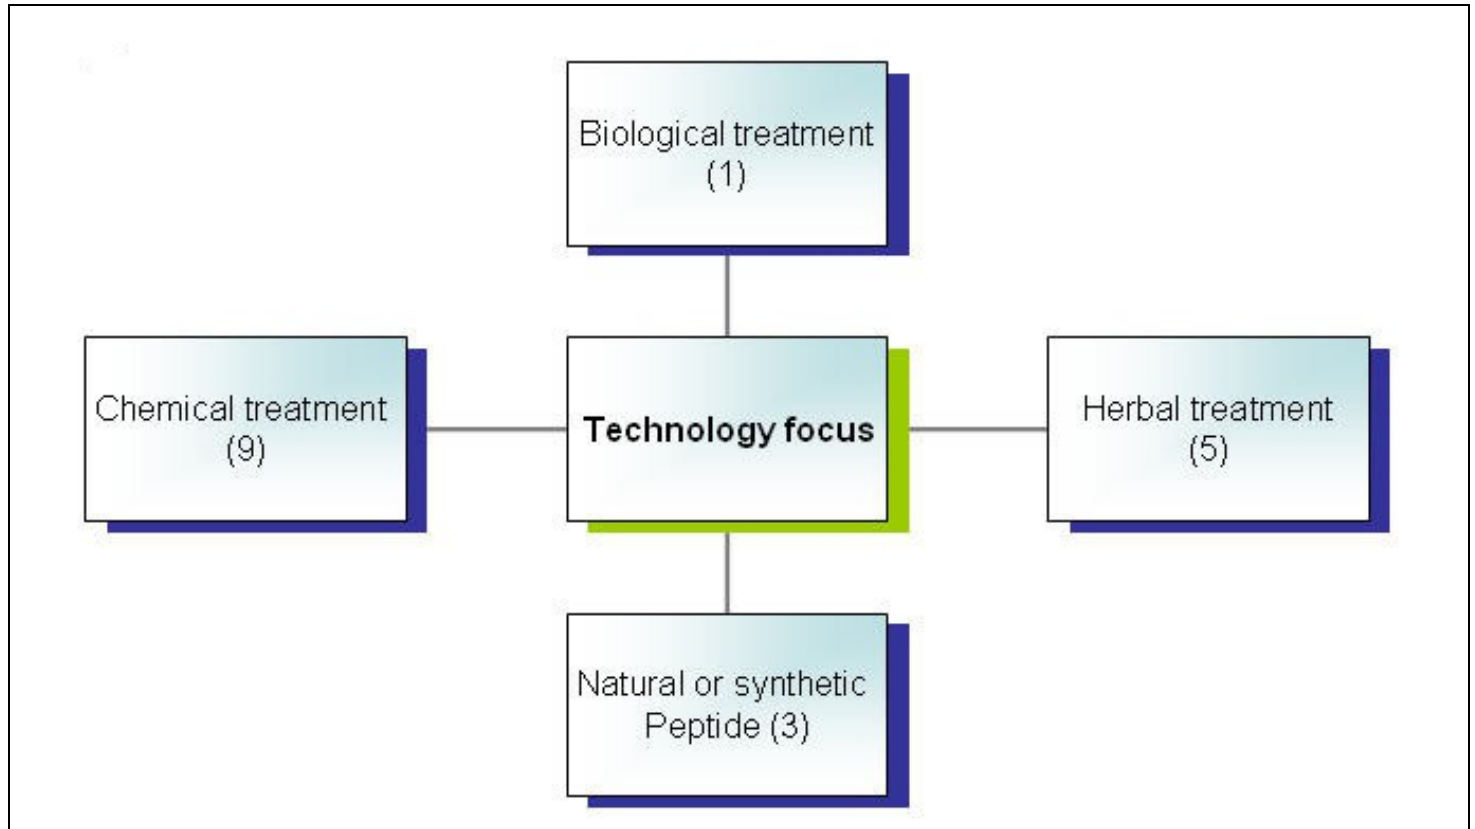 Biological treatment
(1)
Chemical treatment
(9)
Technology focus
Herbal treatment
(5)
Natural or synthetic
Peptide (3)